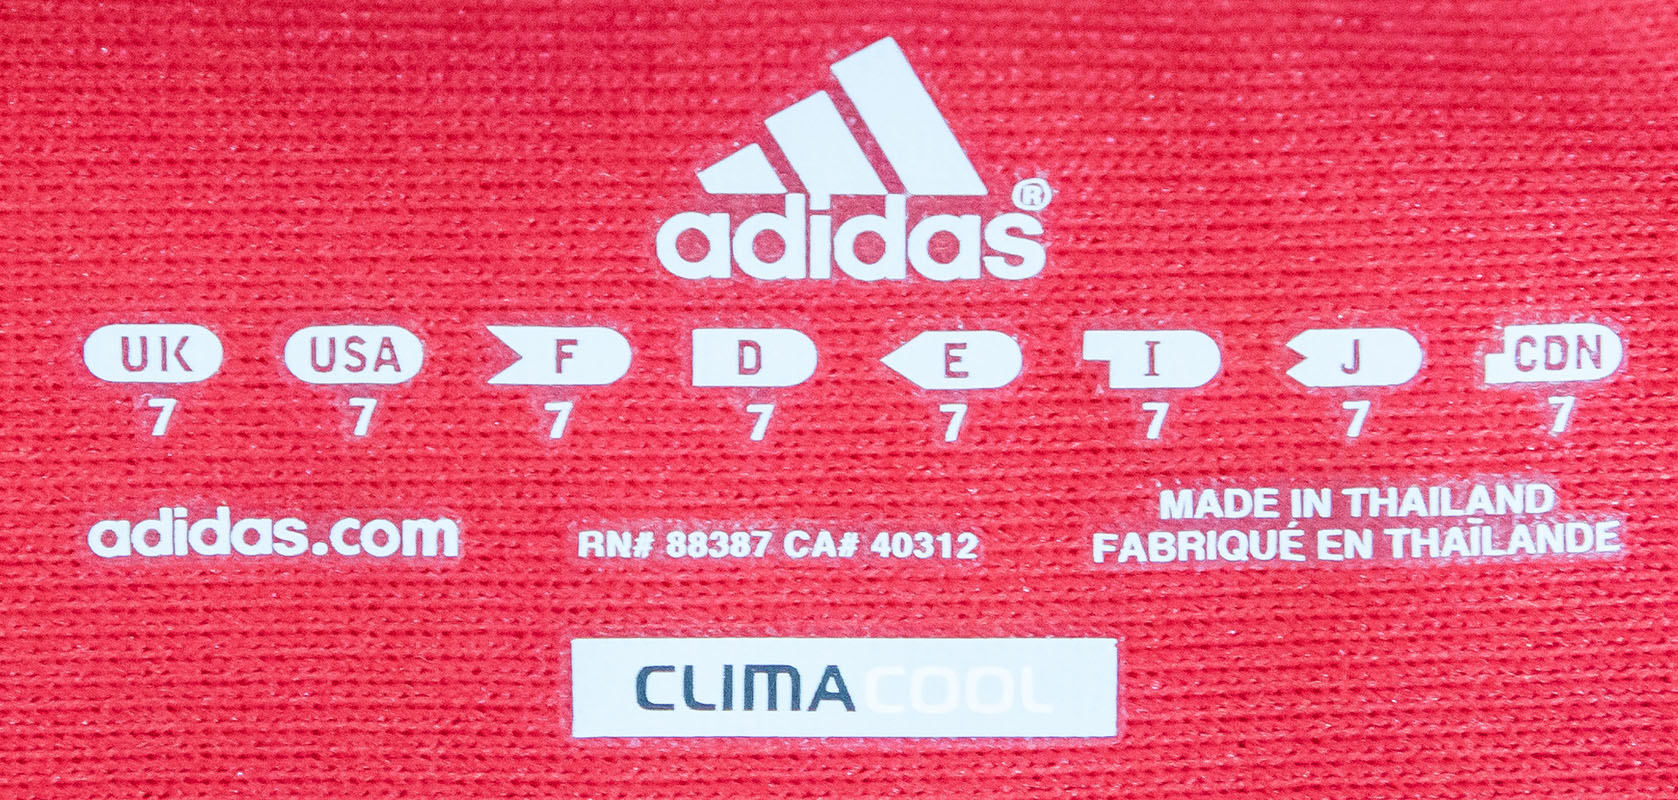 adidas®
UK USA F D E I J CDN
7 7 7 7 7 7 7 7
adidas.com
RN# 88387 CA# 40312
MADE IN THAILAND
FABRIQUÉ EN THAÏLANDE
CLIMACOOL